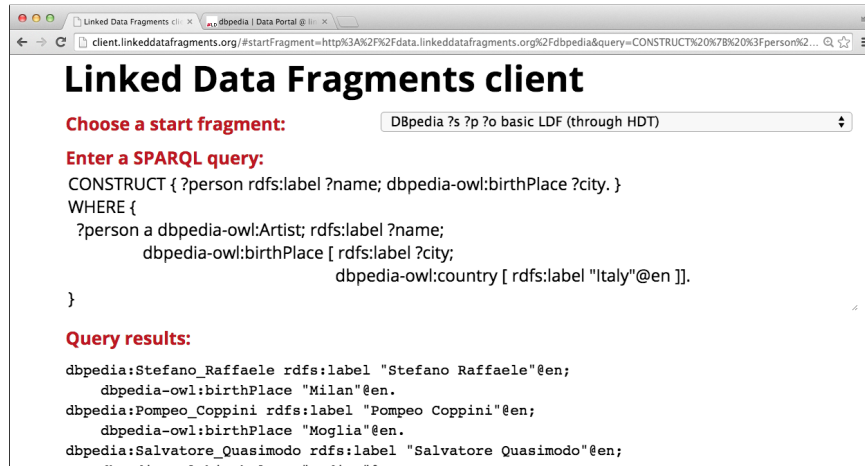 Linked Data Fragments clie
dbpedia | Data Portal @ lin
client.linkeddatafragments.org/#startFragment=http%3A%2F%2Fdata.linkeddatafragments.org%2Fdbpedia&query=CONSTRUCT%20%7B%20%3Fperson%2...
Linked Data Fragments client
Choose a start fragment:
DBpedia ?s ?p ?o basic LDF (through HDT)
Enter a SPARQL query:
CONSTRUCT { ?person rdfs:label ?name; dbpedia-owl:birthPlace ?city. }
WHERE {
?person a dbpedia-owl:Artist; rdfs:label ?name;
dbpedia-owl:birthPlace [ rdfs:label ?city;
dbpedia-owl:country [ rdfs:label "Italy"@en ]].
}
Query results:
dbpedia:Stefano_Raffaele rdfs:label "Stefano Raffaele"@en;
dbpedia-owl:birthPlace "Milan"@en.
dbpedia:Pompeo_Coppini rdfs:label "Pompeo Coppini"@en;
dbpedia-owl:birthPlace "Moglia"@en.
dbpedia:Salvatore_Quasimodo rdfs:label "Salvatore Quasimodo"@en;